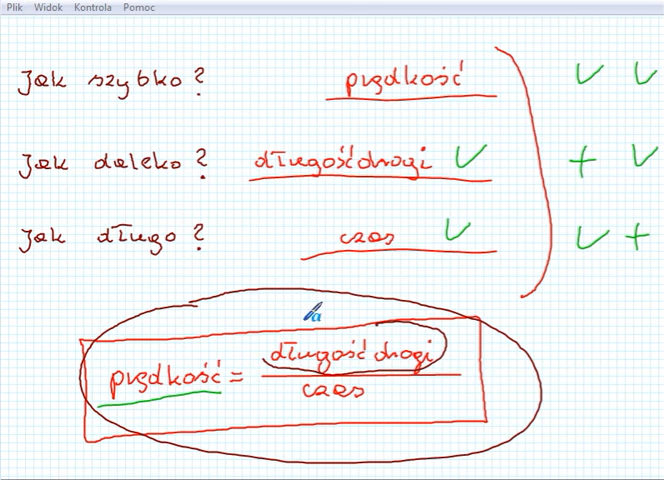 Plik Widok Kontrola Pomoc
Jak szybko? prędkość V V
Jak daleko? długość drogi V + V
Jak długo? czas V V +
prędkość = długość drogi
czas